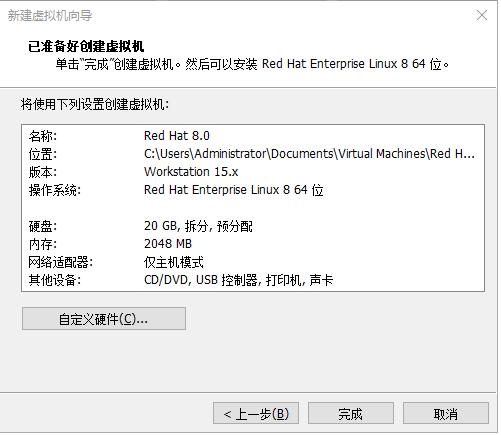 新建虚拟机向导
已准备好创建虚拟机
单击"完成"创建虚拟机。然后可以安装 Red Hat Enterprise Linux 8 64 位。
将使用下列设置创建虚拟机:
名称: Red Hat 8.0
位置: C:\Users\Administrator\Documents\Virtual Machines\Red H...
版本: Workstation 15.x
操作系统: Red Hat Enterprise Linux 8 64 位
硬盘: 20 GB, 拆分, 预分配
内存: 2048 MB
网络适配器: 仅主机模式
其他设备: CD/DVD, USB 控制器, 打印机, 声卡
自定义硬件(C)...
< 上一步(B) 完成 取消